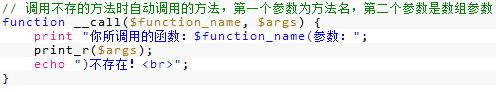 // 调用不存的方法时自动调用的方法，第一个参数为方法名，第二个参数是数组参数
function __call($function_name, $args) {
    print "你所调用的函数：$function_name(参数：";
    print_r($args);
    echo ")不存在！<br>";
}